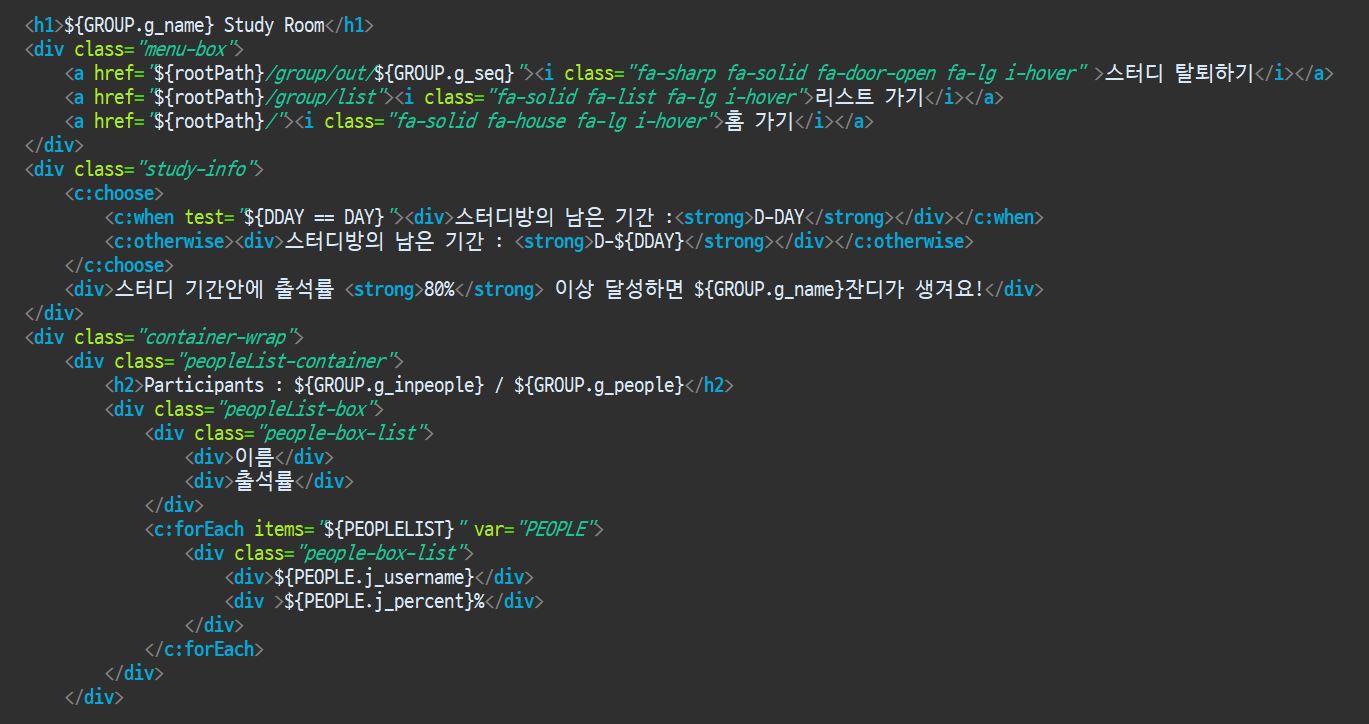 <h1>${GROUP.g_name} Study Room</h1>
<div class="menu-box">
    <a href="${rootPath}/group/out/${GROUP.g_seq}"><i class="fa-sharp fa-solid fa-door-open fa-lg i-hover" >스터디 탈퇴하기</i></a>
    <a href="${rootPath}/group/list"><i class="fa-solid fa-list fa-lg i-hover">리스트 가기</i></a>
    <a href="${rootPath}/"><i class="fa-solid fa-house fa-lg i-hover">홈 가기</i></a>
</div>
<div class="study-info">
    <c:choose>
        <c:when test="${DDAY == DAY}"><div>스터디방의 남은 기간 :<strong>D-DAY</strong></div></c:when>
        <c:otherwise><div>스터디방의 남은 기간 : <strong>D-${DDAY}</strong></div></c:otherwise>
    </c:choose>
    <div>스터디 기간안에 출석률 <strong>80%</strong> 이상 달성하면 ${GROUP.g_name}잔디가 생겨요!</div>
</div>
<div class="container-wrap">
    <div class="peopleList-container">
        <h2>Participants : ${GROUP.g_inpeople} / ${GROUP.g_people}</h2>
        <div class="peopleList-box">
            <div class="people-box-list">
                <div>이름</div>
                <div>출석률</div>
            </div>
            <c:forEach items="${PEOPLELIST}" var="PEOPLE">
                <div class="people-box-list">
                    <div>${PEOPLE.j_username}</div>
                    <div >${PEOPLE.j_percent}%</div>
                </div>
            </c:forEach>
        </div>
    </div>